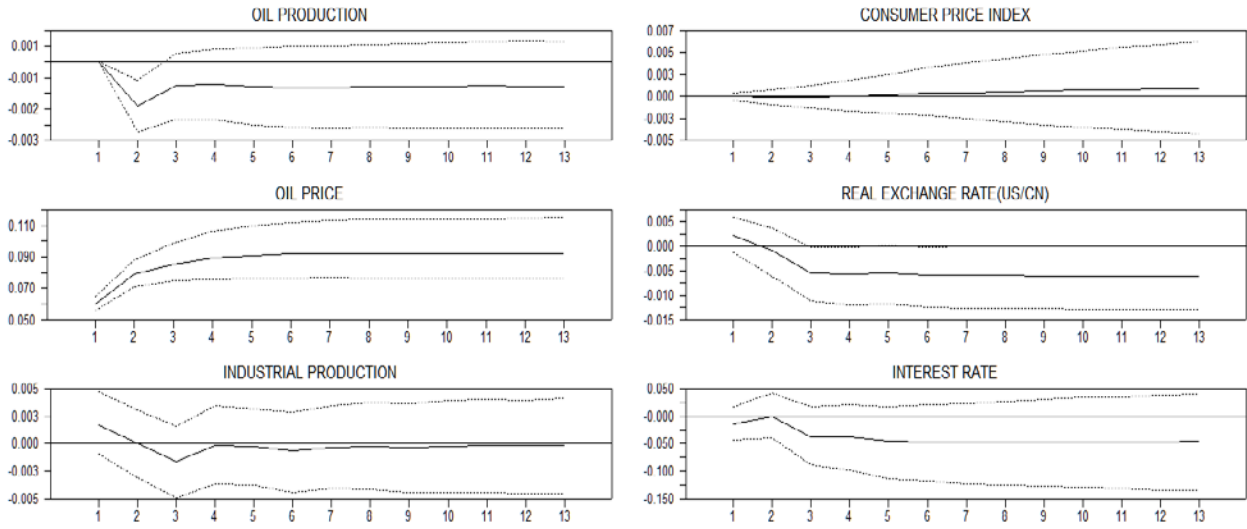 OIL PRODUCTION
0.001
-0.001
-0.002
-0.003
1 2 3 4 5 6 7 8 9 10 11 12 13
CONSUMER PRICE INDEX
0.007
0.005
0.003
0.000
-0.003
-0.005
1 2 3 4 5 6 7 8 9 10 11 12 13
OIL PRICE
0.110
0.090
0.070
0.050
1 2 3 4 5 6 7 8 9 10 11 12 13
REAL EXCHANGE RATE(US/CN)
0.005
0.000
-0.005
-0.010
-0.015
1 2 3 4 5 6 7 8 9 10 11 12 13
INDUSTRIAL PRODUCTION
0.005
0.003
0.000
-0.003
-0.005
1 2 3 4 5 6 7 8 9 10 11 12 13
INTEREST RATE
0.050
-0.000
-0.050
-0.100
-0.150
1 2 3 4 5 6 7 8 9 10 11 12 13